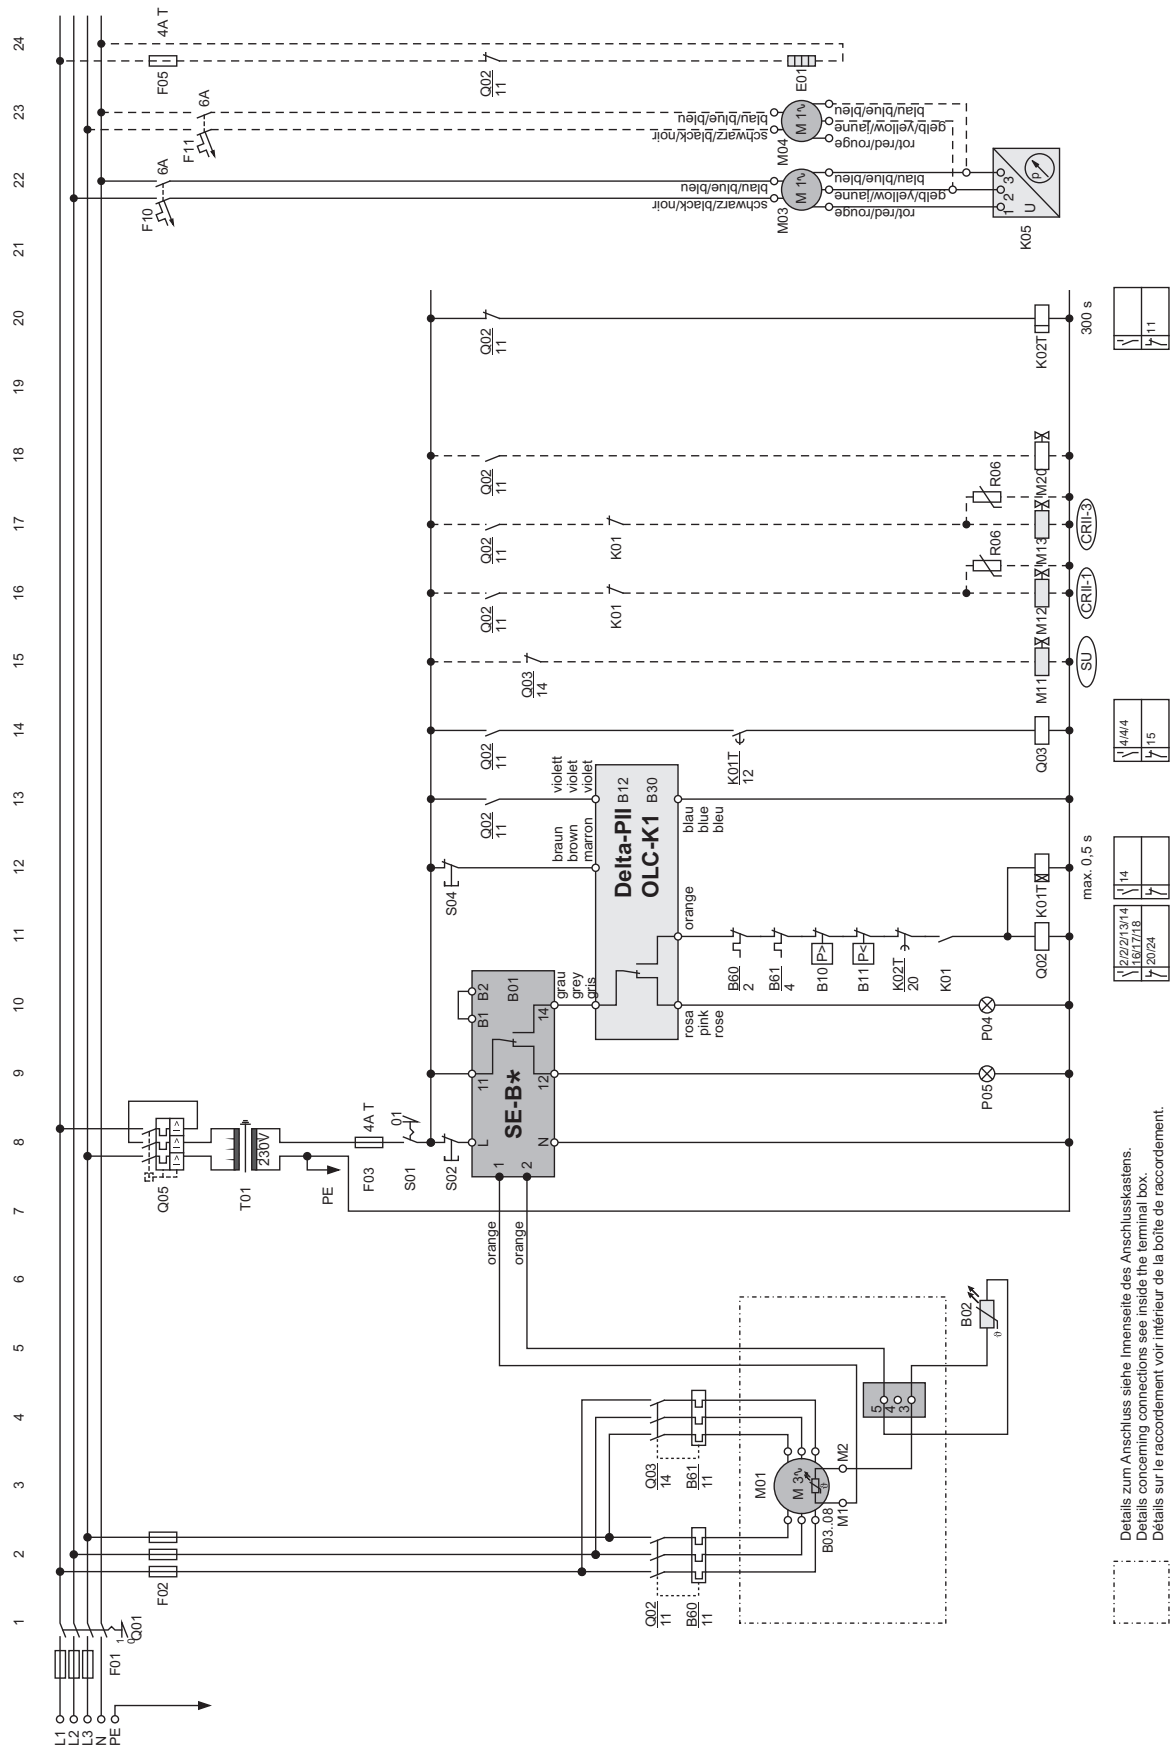 1 2 3 4 5 6 7 8 9 10 11 12 13 14 15 16 17 18 19 20 21 22 23 24
L1
L2
L3
N
PE
F01
1
0
Q01
F02
Q02
11
B60
11
Q03
14
B61
11
M01
M 3~
B03..08
M1
M2
ϑ
5
4
3
B02
ϑ
orange
orange
Q05
I > I > I >
T01
230V
PE
F03
4A T
S01
01
S02
L
N
1
2
SE-B*
11
12
14
B1
B2
B01
P05
P04
grau
grey
gris
rosa
pink
rose
Delta-PII
OLC-K1
B12
B30
orange
braun
brown
marron
violett
violet
violet
blau
blue
bleu
S04
B60
2
B61
4
B10
P>
B11
P<
K02T
20
K01
Q02
K01T
max. 0,5 s
2/2/2/13/14
16/17/18
20/24
14
Q02
11
Q02
11
K01T
12
Q03
4/4/4
15
Q03
14
M11
SU
Q02
11
K01
R06
M12
CRII-1
Q02
11
K01
R06
M13
CRII-3
Q02
11
M20
Q02
11
K02T
300 s
11
F10
6A
schwarz/black/noir
blau/blue/bleu
M03
M 1~
rot/red/rouge
gelb/yellow/jaune
blau/blue/bleu
F11
6A
schwarz/black/noir
blau/blue/bleu
M04
M 1~
rot/red/rouge
gelb/yellow/jaune
blau/blue/bleu
1
2
3
U
p
K05
F05
4A T
Q02
11
E01
Details zum Anschluss siehe Innenseite des Anschlusskastens.
Details concerning connections see inside the terminal box.
Détails sur le raccordement voir intérieur de la boîte de raccordement.